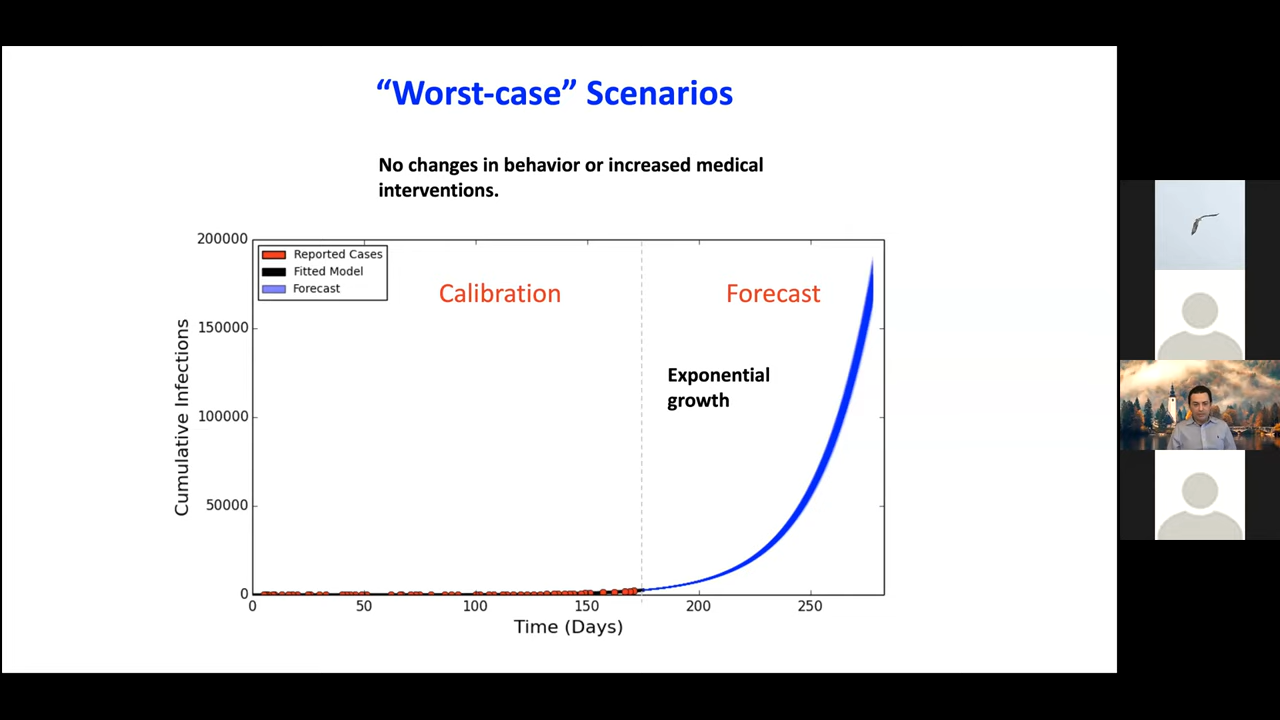 “Worst-case” Scenarios
No changes in behavior or increased medical
interventions.
200000
150000
100000
50000
0
Cumulative Infections
Reported Cases
Fitted Model
Forecast
Calibration
Forecast
Exponential
growth
0 50 100 150 200 250
Time (Days)